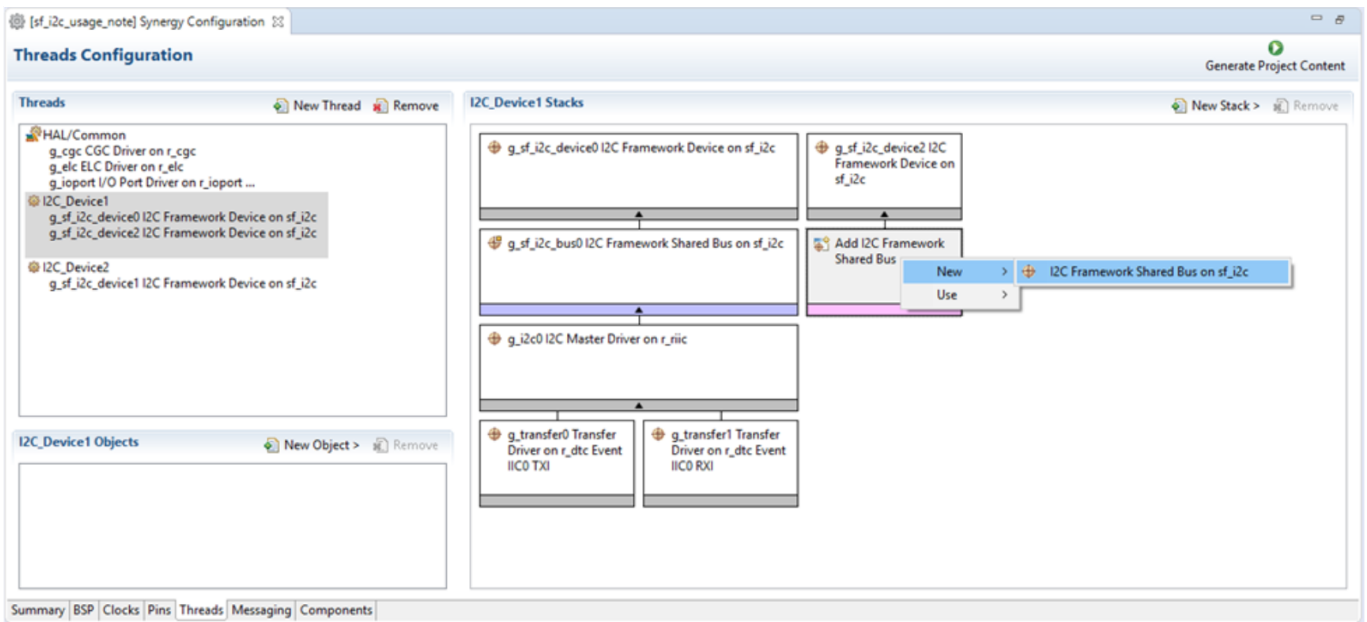 [sf_i2c_usage_note] Synergy Configuration
Threads Configuration
Generate Project Content
Threads
New Thread
Remove
HAL/Common
g_cgc CGC Driver on r_cgc
g_elc ELC Driver on r_elc
g_ioport I/O Port Driver on r_ioport ...
I2C_Device1
g_sf_i2c_device0 I2C Framework Device on sf_i2c
g_sf_i2c_device2 I2C Framework Device on sf_i2c
I2C_Device2
g_sf_i2c_device1 I2C Framework Device on sf_i2c
I2C_Device1 Objects
New Object >
Remove
I2C_Device1 Stacks
New Stack >
Remove
g_sf_i2c_device0 I2C Framework Device on sf_i2c
g_sf_i2c_device2 I2C
Framework Device on
sf_i2c
g_sf_i2c_bus0 I2C Framework Shared Bus on sf_i2c
Add I2C Framework
Shared Bus
New >
I2C Framework Shared Bus on sf_i2c
Use >
g_i2c0 I2C Master Driver on r_riic
g_transfer0 Transfer
Driver on r_dtc Event
IIC0 TXI
g_transfer1 Transfer
Driver on r_dtc Event
IIC0 RXI
Summary BSP Clocks Pins Threads Messaging Components